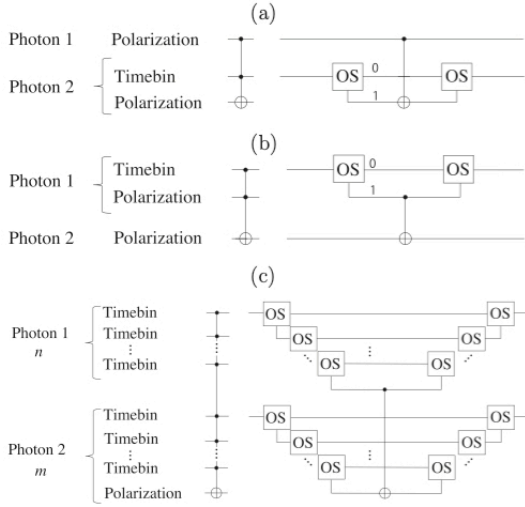 (a)
Photon 1 Polarization
Photon 2 Timebin OS 0 OS
Polarization 1
(b)
Photon 1 Timebin OS 0 OS
Polarization 1
Photon 2 Polarization
(c)
Photon 1 n Timebin OS OS
Timebin OS OS
Timebin OS OS
Photon 2 m Timebin OS OS
Timebin OS OS
Timebin OS OS
Polarization